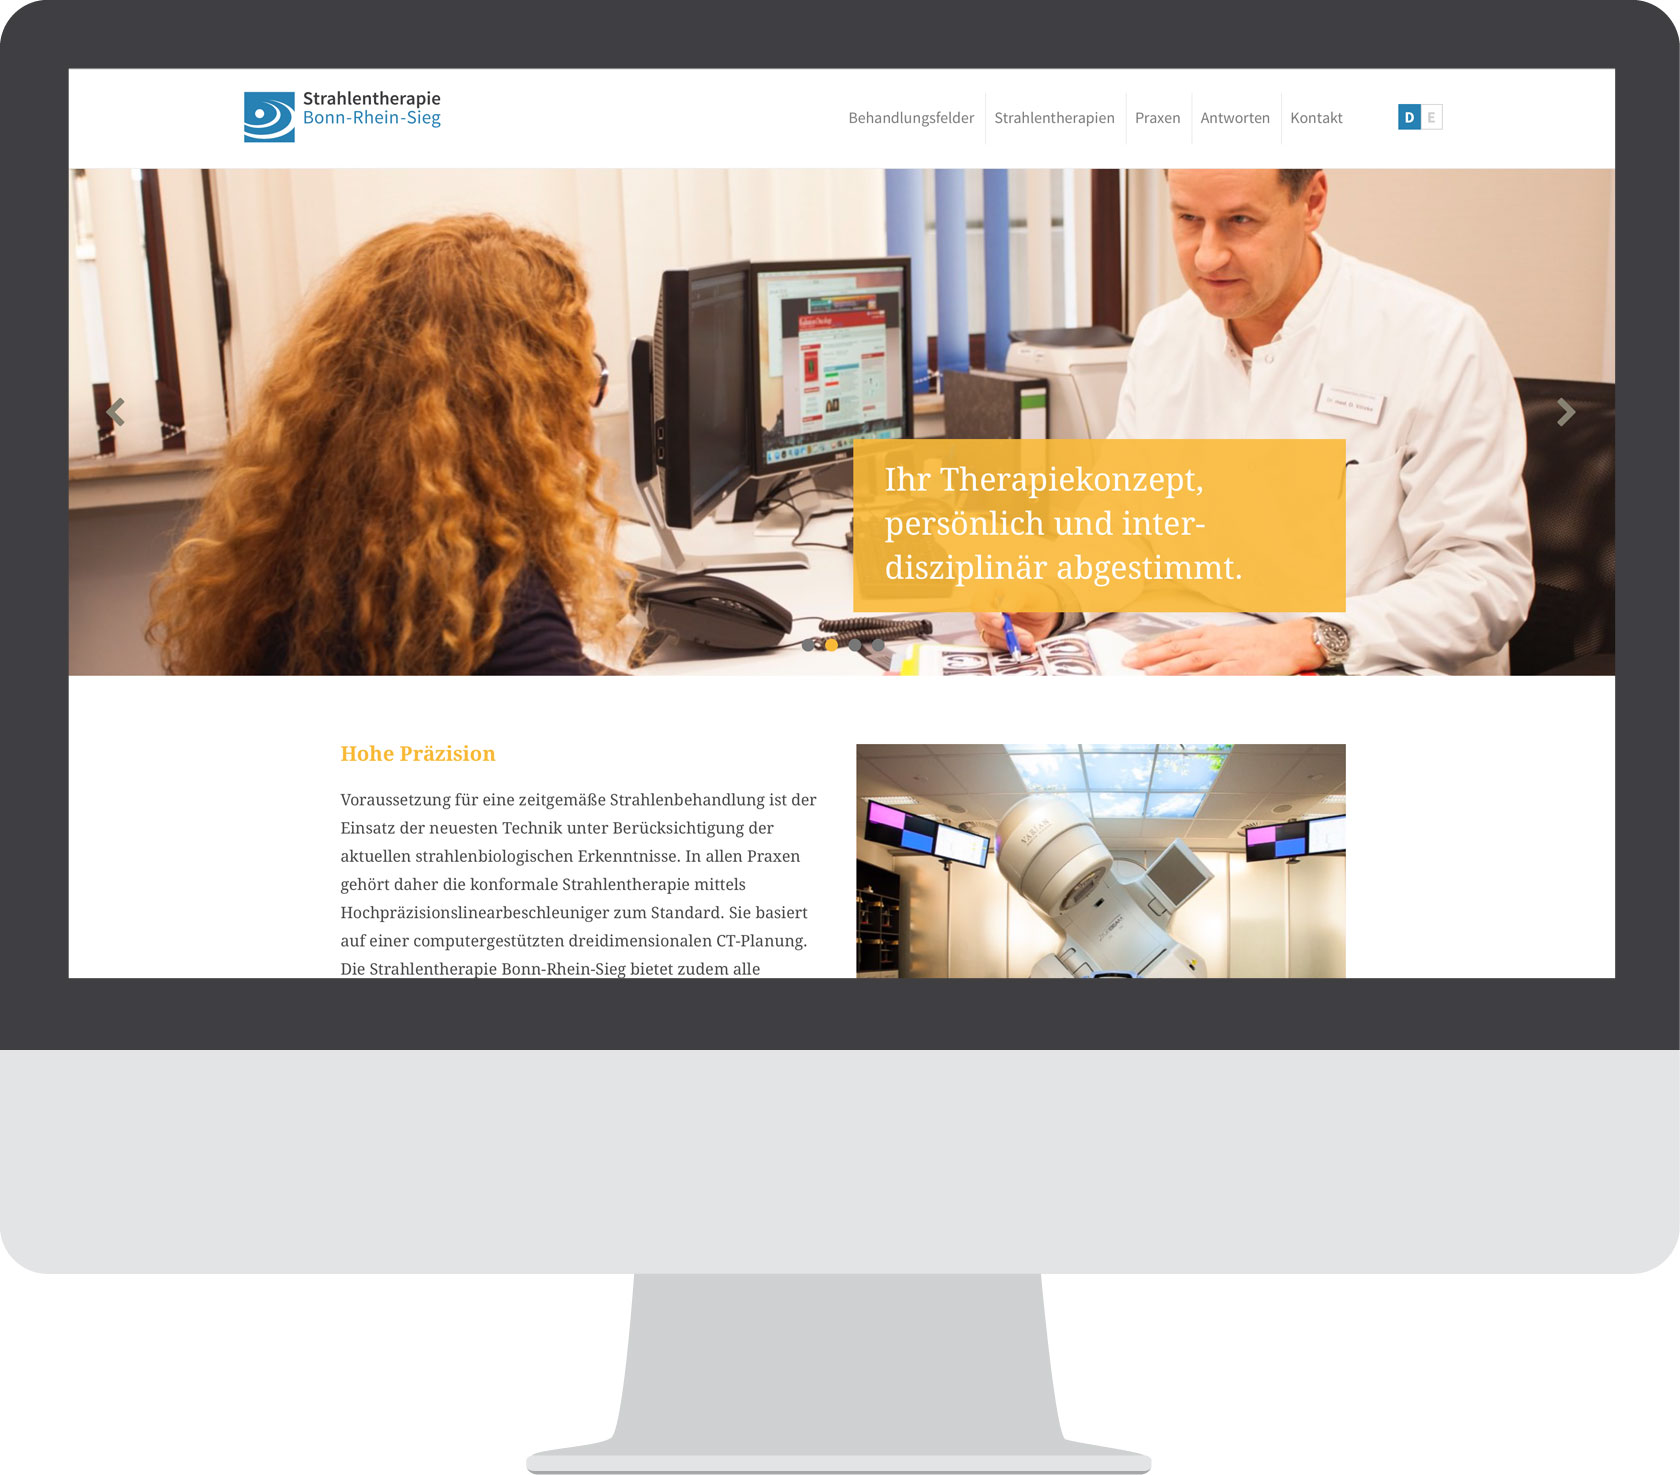 Strahlentherapie
Bonn-Rhein-Sieg
Behandlungsfelder
Strahlentherapien
Praxen
Antworten
Kontakt
D E
Ihr Therapiekonzept,
persönlich und inter-
disziplinär abgestimmt.
Hohe Präzision
Voraussetzung für eine zeitgemäße Strahlenbehandlung ist der
Einsatz der neuesten Technik unter Berücksichtigung der
aktuellen strahlenbiologischen Erkenntnisse. In allen Praxen
gehört daher die konformale Strahlentherapie mittels
Hochpräzisionslinearbeschleuniger zum Standard. Sie basiert
auf einer computergestützten dreidimensionalen CT-Planung.
Die Strahlentherapie Bonn-Rhein-Sieg bietet zudem alle
VARIAN